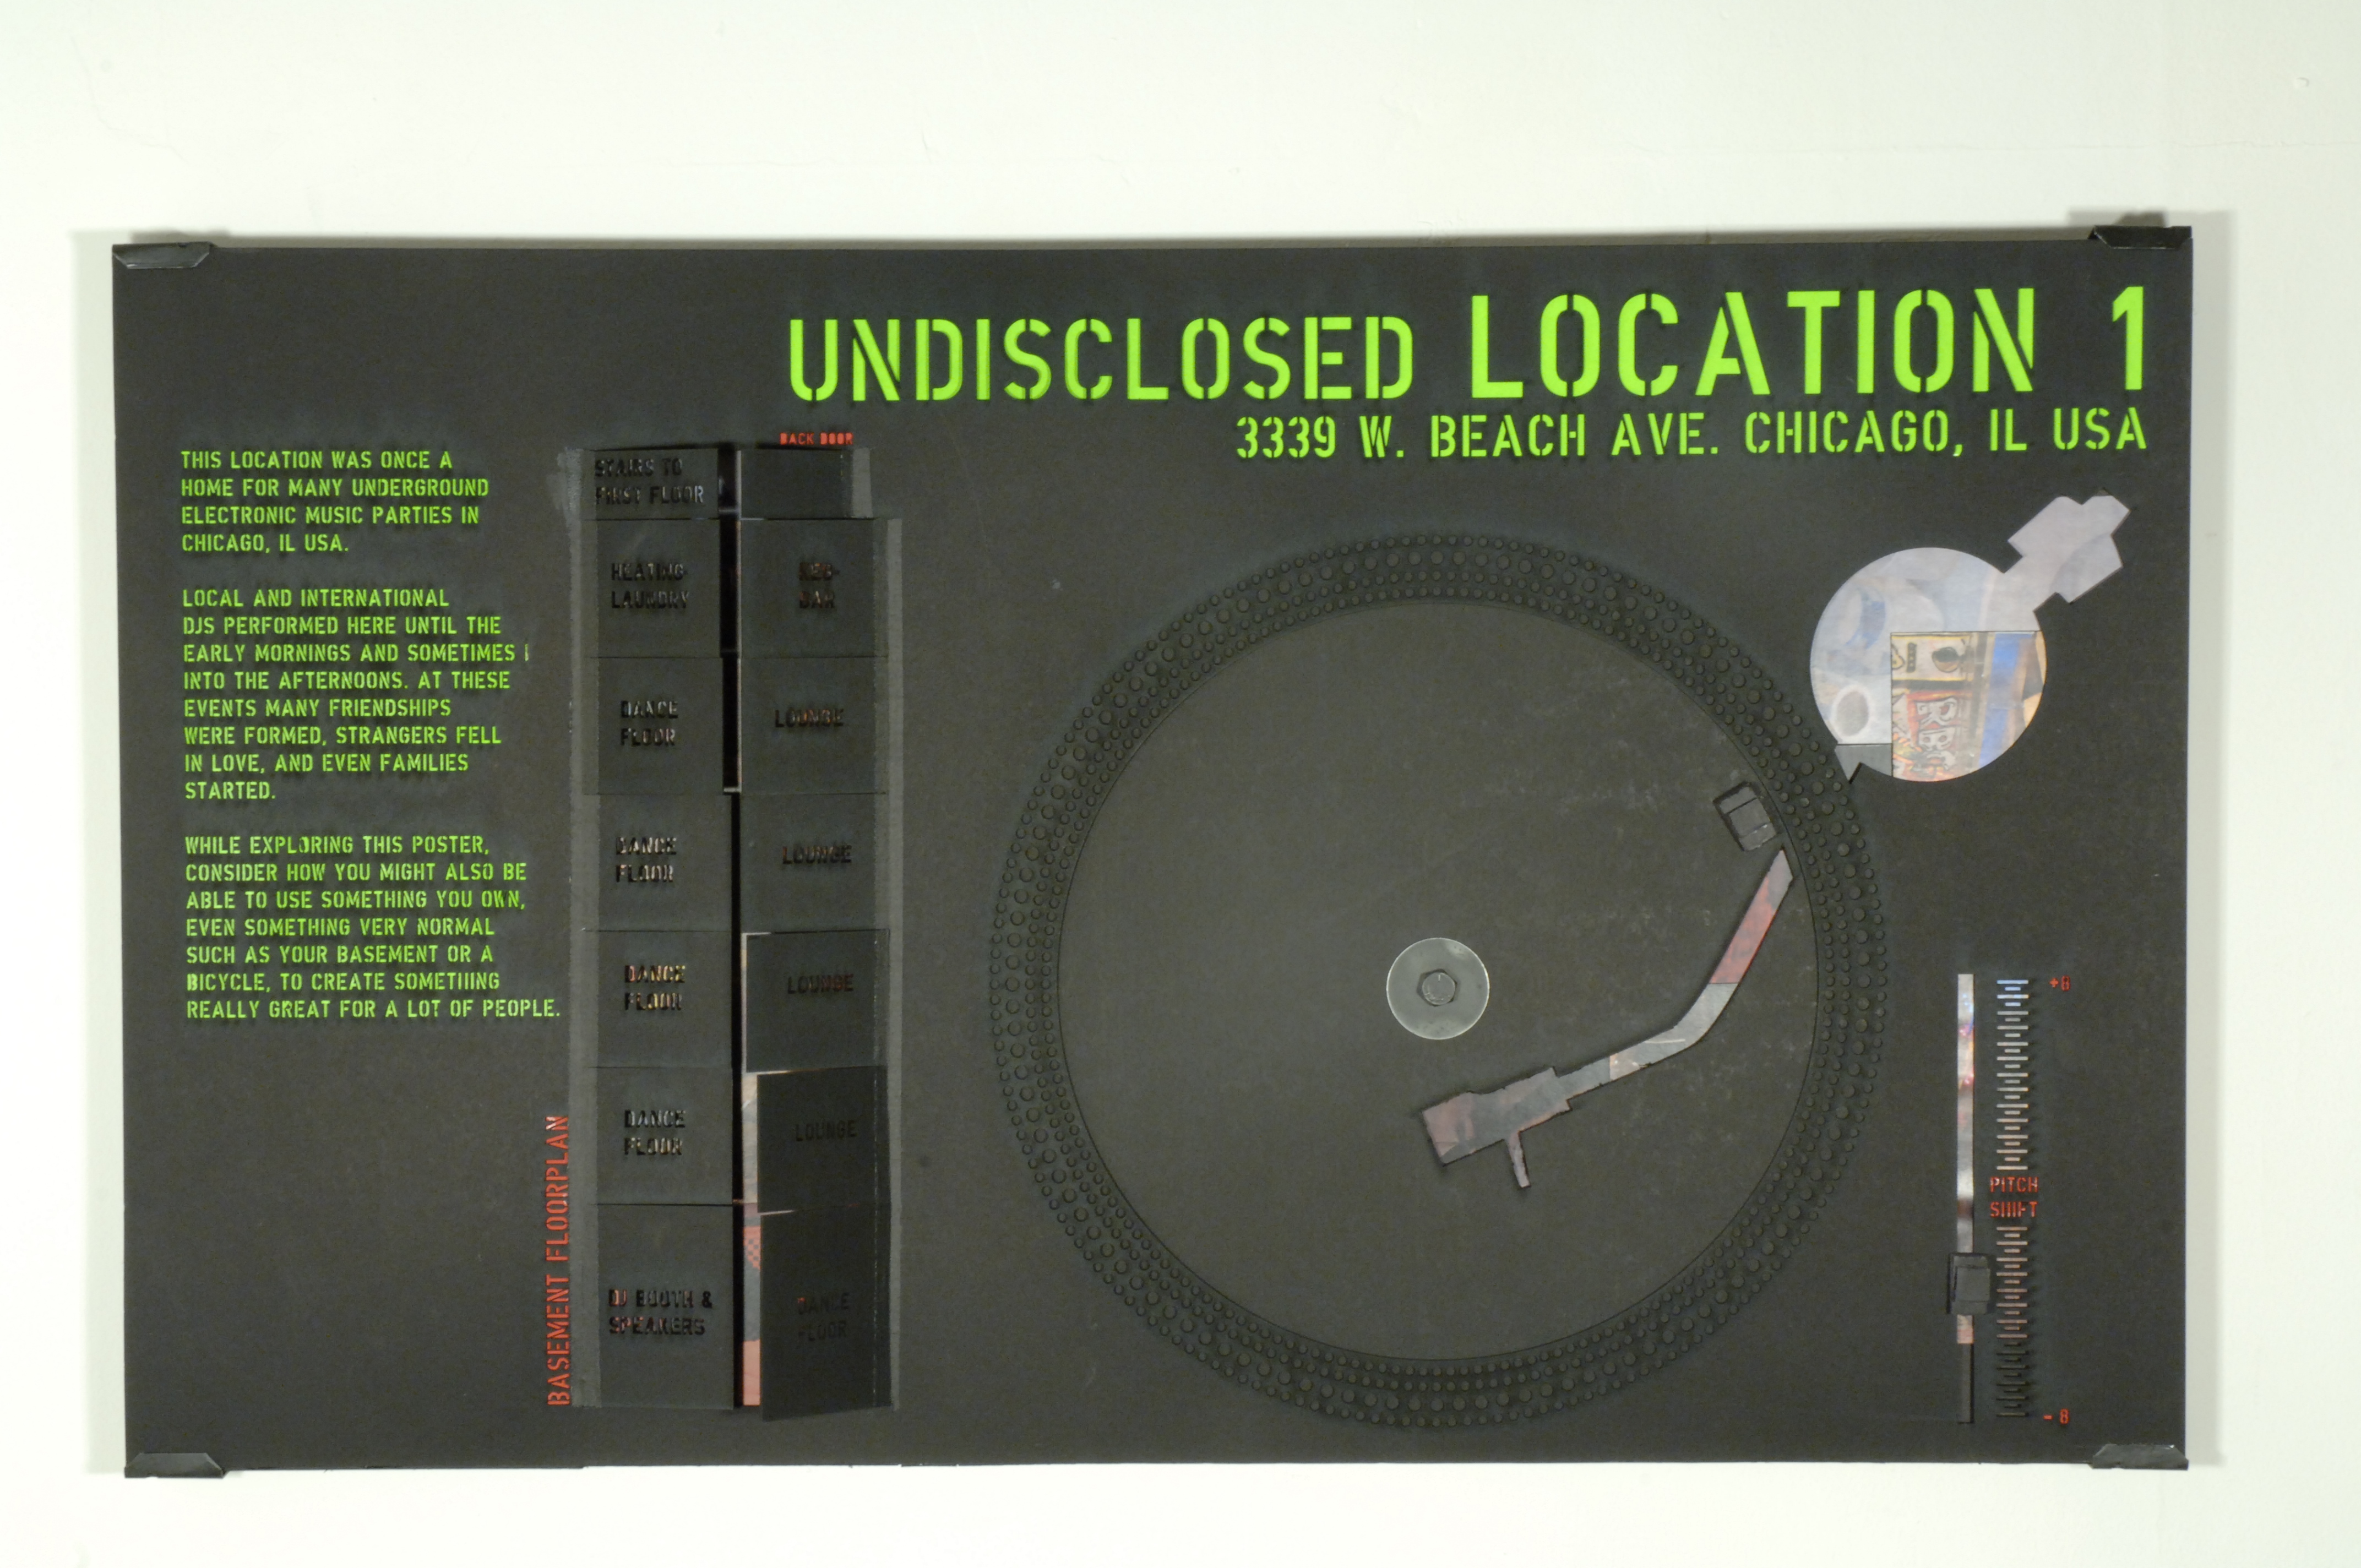 UNDISCLOSED LOCATION 1
3339 W. BEACH AVE. CHICAGO, IL USA
THIS LOCATION WAS ONCE A
HOME FOR MANY UNDERGROUND
ELECTRONIC MUSIC PARTIES IN
CHICAGO, IL USA.
LOCAL AND INTERNATIONAL
DJS PERFORMED HERE UNTIL THE
EARLY MORNINGS AND SOMETIMES
INTO THE AFTERNOONS. AT THESE
EVENTS MANY FRIENDSHIPS
WERE FORMED, STRANGERS FELL
IN LOVE, AND EVEN FAMILIES
STARTED.
WHILE EXPLORING THIS POSTER,
CONSIDER HOW YOU MIGHT ALSO BE
ABLE TO USE SOMETHING YOU OWN,
EVEN SOMETHING VERY NORMAL
SUCH AS YOUR BASEMENT OR A
BICYCLE, TO CREATE SOMETHING
REALLY GREAT FOR A LOT OF PEOPLE.
BASEMENT FLOORPLAN
BACK DOOR
STAIRS TO
FIRST FLOOR
HEATING-
LAUNDRY
KEG-
BAR
DANCE
FLOOR
LOUNGE
DANCE
FLOOR
LOUNGE
DANCE
FLOOR
LOUNGE
DANCE
FLOOR
LOUNGE
DJ BOOTH &
SPEAKERS
DANCE
FLOOR
+8
PITCH
SHIFT
- 8